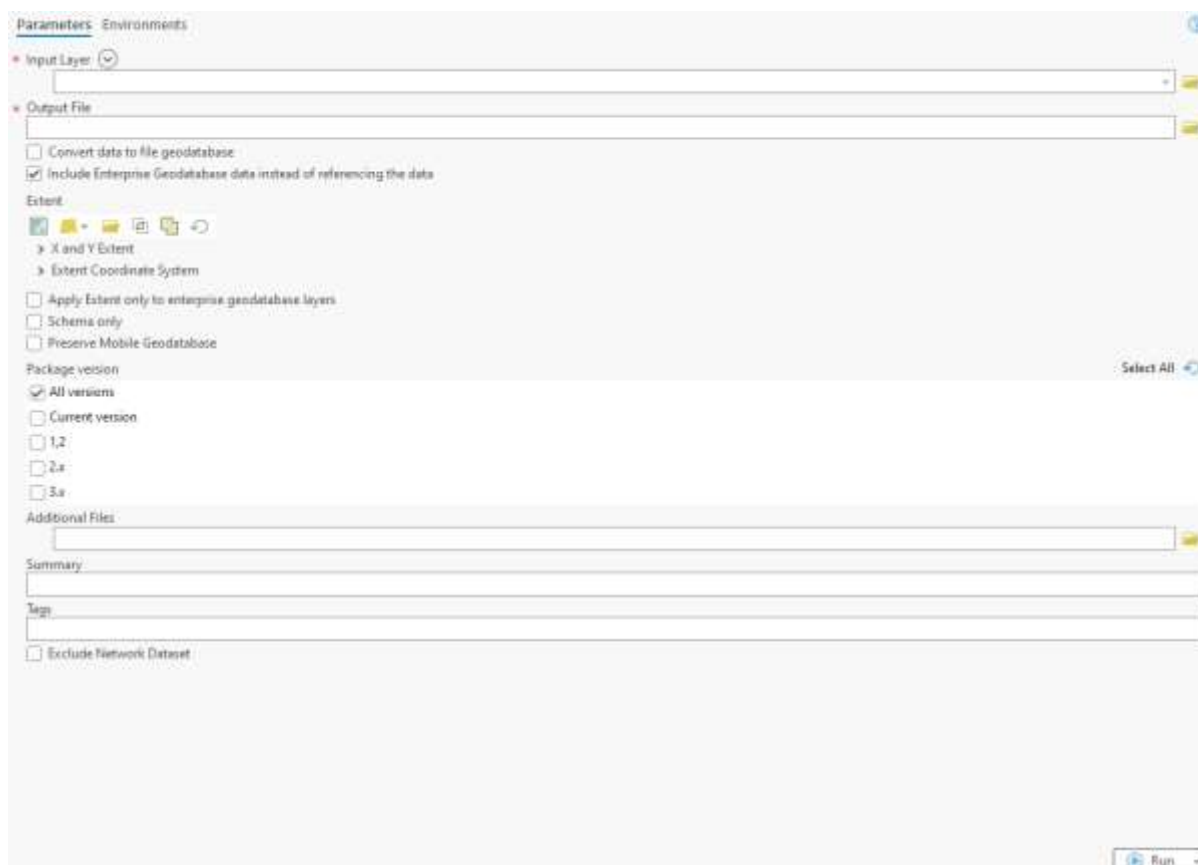 Parameters Environments
* Input Layer
* Output File
Convert data to file geodatabase
Include Enterprise Geodatabase data instead of referencing the data
Extent
X and Y Extent
Extent Coordinate System
Apply Extent only to enterprise geodatabase layers
Schema only
Preserve Mobile Geodatabase
Package version Select All
All versions
Current version
1.2
2.x
3.x
Additional Files
Summary
Tags
Exclude Network Dataset
Run